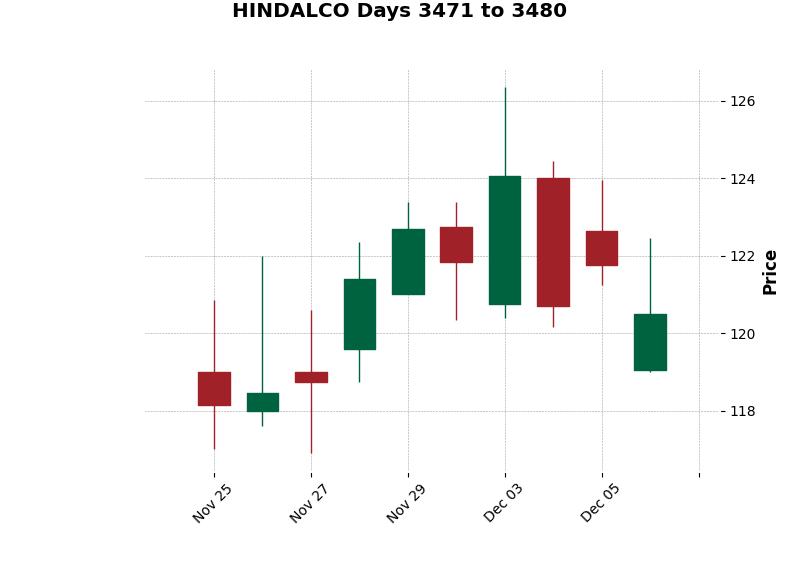 HINDALCO Days 3471 to 3480
126
124
122
120
118
Price
Nov 25
Nov 27
Nov 29
Dec 03
Dec 05